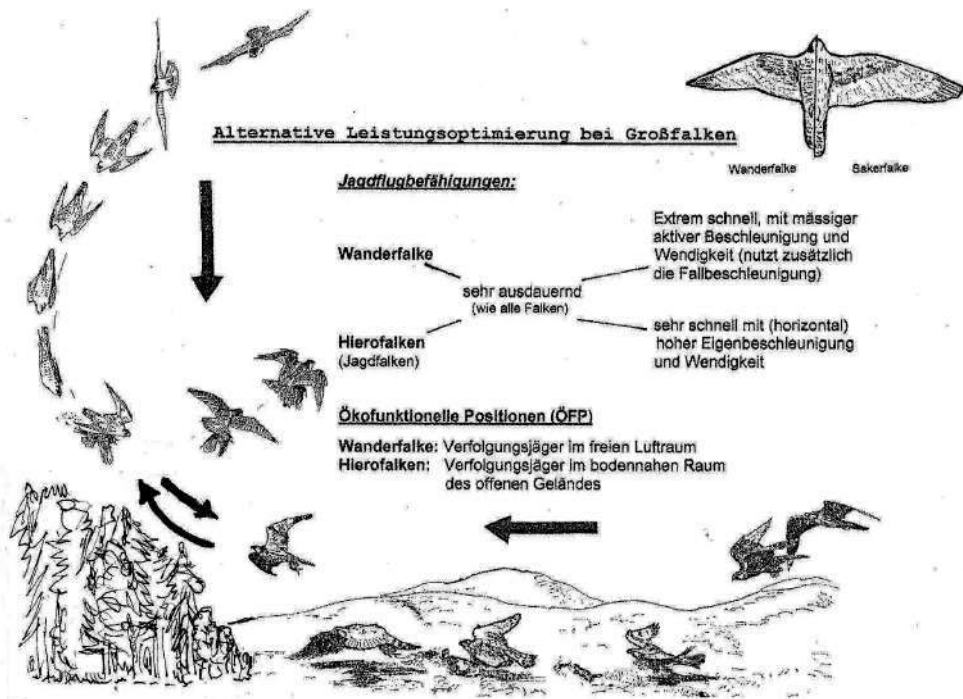 Alternative Leistungsoptimierung bei Großfalken
Wanderfalke
Sakerfalke
Jagdflugbefähigungen:
Wanderfalke
Extrem schnell, mit mässiger
aktiver Beschleunigung und
Wendigkeit (nutzt zusätzlich
die Fallbeschleunigung)
sehr ausdauernd
(wie alle Falken)
Hierofalken
(Jagdfalken)
sehr schnell mit (horizontal)
hoher Eigenbeschleunigung
und Wendigkeit
Ökofunktionelle Positionen (ÖFP)
Wanderfalke: Verfolgungsjäger im freien Luftraum
Hierofalken: Verfolgungsjäger im bodennahen Raum
des offenen Geländes